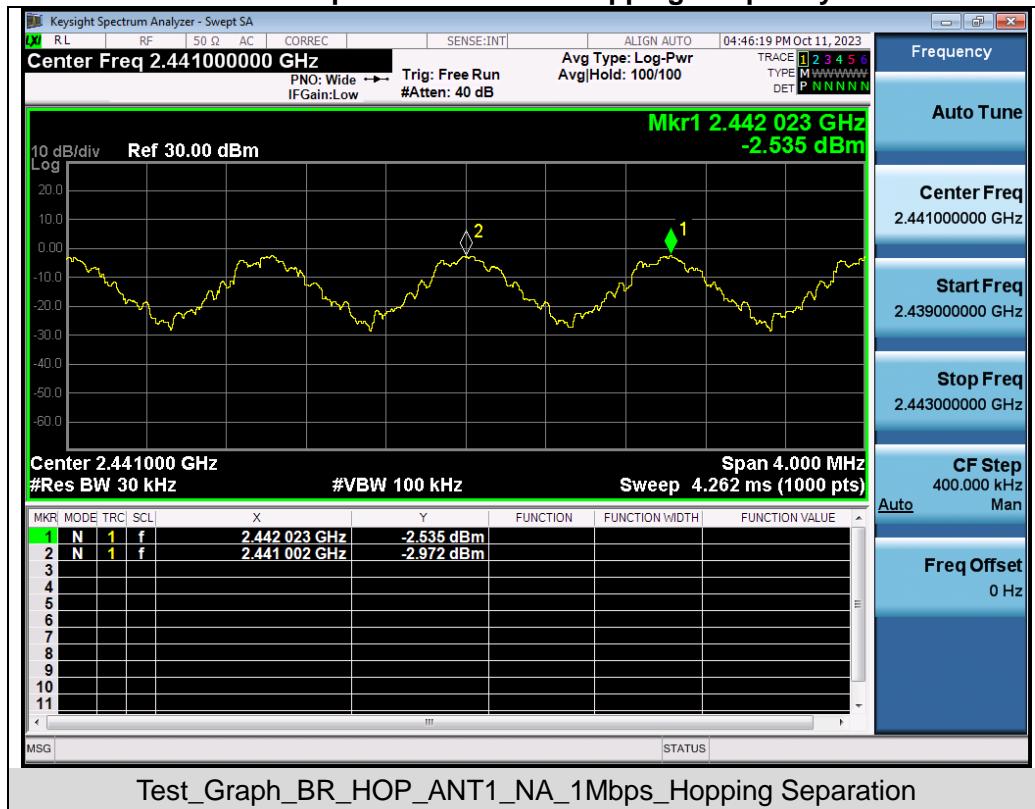 Keysight Spectrum Analyzer - Swept SA
LXI RL RF 50 Ω AC CORREC SENSE:INT ALIGN AUTO 04:46:19 PM Oct 11, 2023
Center Freq 2.441000000 GHz Avg Type: Log-Pwr TRACE 1 2 3 4 5 6
PNO: Wide Trig: Free Run Avg|Hold: 100/100 TYPE M WWWWW
IFGain:Low #Atten: 40 dB DET P N N N N N
Mkr1 2.442 023 GHz
10 dB/div Ref 30.00 dBm -2.535 dBm
Log
20.0
10.0
0.00
-10.0
-20.0
-30.0
-40.0
-50.0
-60.0
2
1
Center 2.441000 GHz Span 4.000 MHz
#Res BW 30 kHz #VBW 100 kHz Sweep 4.262 ms (1000 pts)
MKR MODE TRC SCL X Y FUNCTION FUNCTION WIDTH FUNCTION VALUE
1 N 1 f 2.442 023 GHz -2.535 dBm
2 N 1 f 2.441 002 GHz -2.972 dBm
3
4
5
6
7
8
9
10
11
MSG STATUS
Frequency
Auto Tune
Center Freq
2.441000000 GHz
Start Freq
2.439000000 GHz
Stop Freq
2.443000000 GHz
CF Step
400.000 kHz
Auto Man
Freq Offset
0 Hz
Test_Graph_BR_HOP_ANT1_NA_1Mbps_Hopping Separation